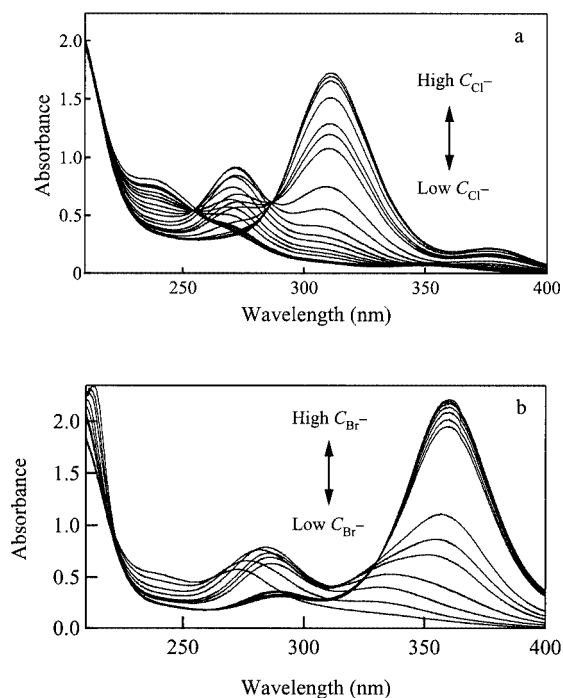 a
2.0
High C_Cl⁻
1.5
Absorbance
1.0
Low C_Cl⁻
0.5
0
250 300 350 400
Wavelength (nm)
b
2.0
High C_Br⁻
1.5
Absorbance
1.0
Low C_Br⁻
0.5
0.0
250 300 350 400
Wavelength (nm)